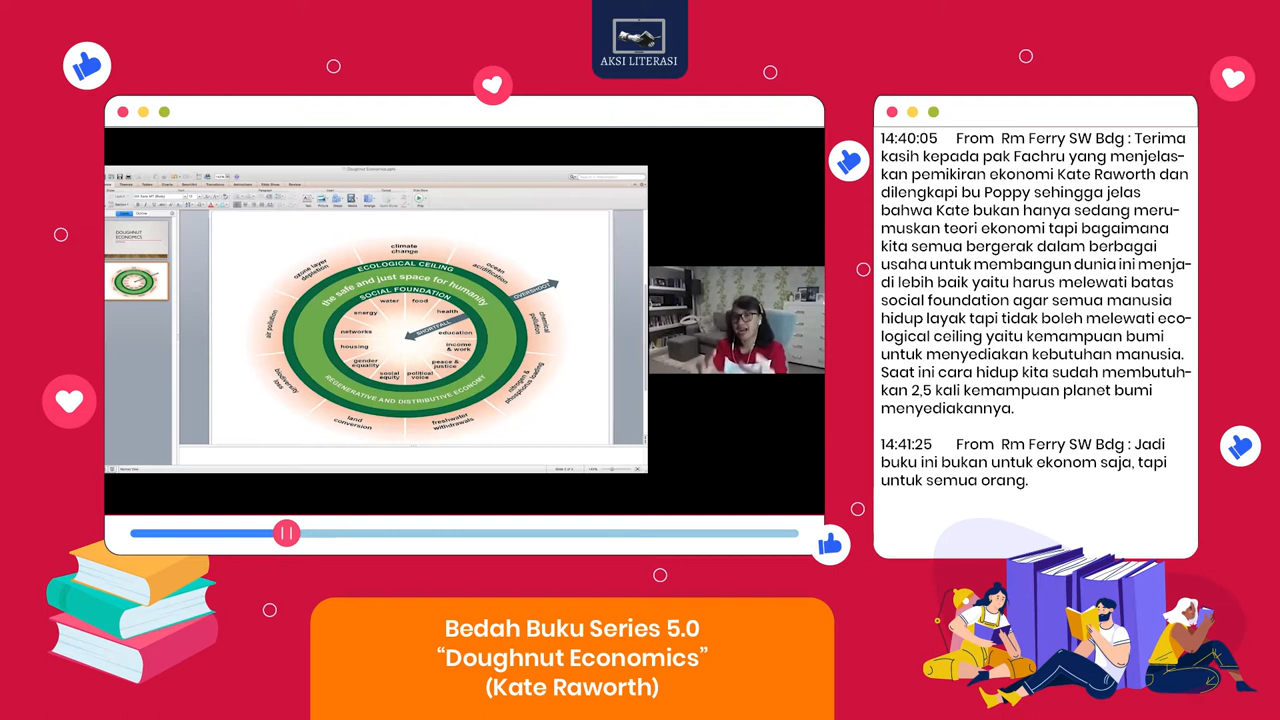 AKSI LITERASI
Doughnut Economics
DOUGHNUT
ECONOMICS
climate
change
ozone layer
depletion
ocean
acidification
ECOLOGICAL CEILING
the safe and just space for humanity
SOCIAL FOUNDATION
OVERSHOOT
water
food
energy
health
air pollution
chemical
pollution
SHORTFALL
networks
education
housing
income
& work
gender
equality
peace &
justice
social
equity
political
voice
biodiversity
loss
nitrogen &
phosphorus loading
REGENERATIVE AND DISTRIBUTIVE ECONOMY
land
conversion
freshwater
withdrawals
14:40:05 From Rm Ferry SW Bdg : Terima
kasih kepada pak Fachru yang menjelas-
kan pemikiran ekonomi Kate Raworth dan
dilengkapi bu Poppy sehingga jelas
bahwa Kate bukan hanya sedang meru-
muskan teori ekonomi tapi bagaimana
kita semua bergerak dalam berbagai
usaha untuk membangun dunia ini menja-
di lebih baik yaitu harus melewati batas
social foundation agar semua manusia
hidup layak tapi tidak boleh melewati eco-
logical ceiling yaitu kemampuan bumi
untuk menyediakan kebutuhan manusia.
Saat ini cara hidup kita sudah membutuh-
kan 2,5 kali kemampuan planet bumi
menyediakannya.
14:41:25 From Rm Ferry SW Bdg : Jadi
buku ini bukan untuk ekonom saja, tapi
untuk semua orang.
Bedah Buku Series 5.0
“Doughnut Economics”
(Kate Raworth)